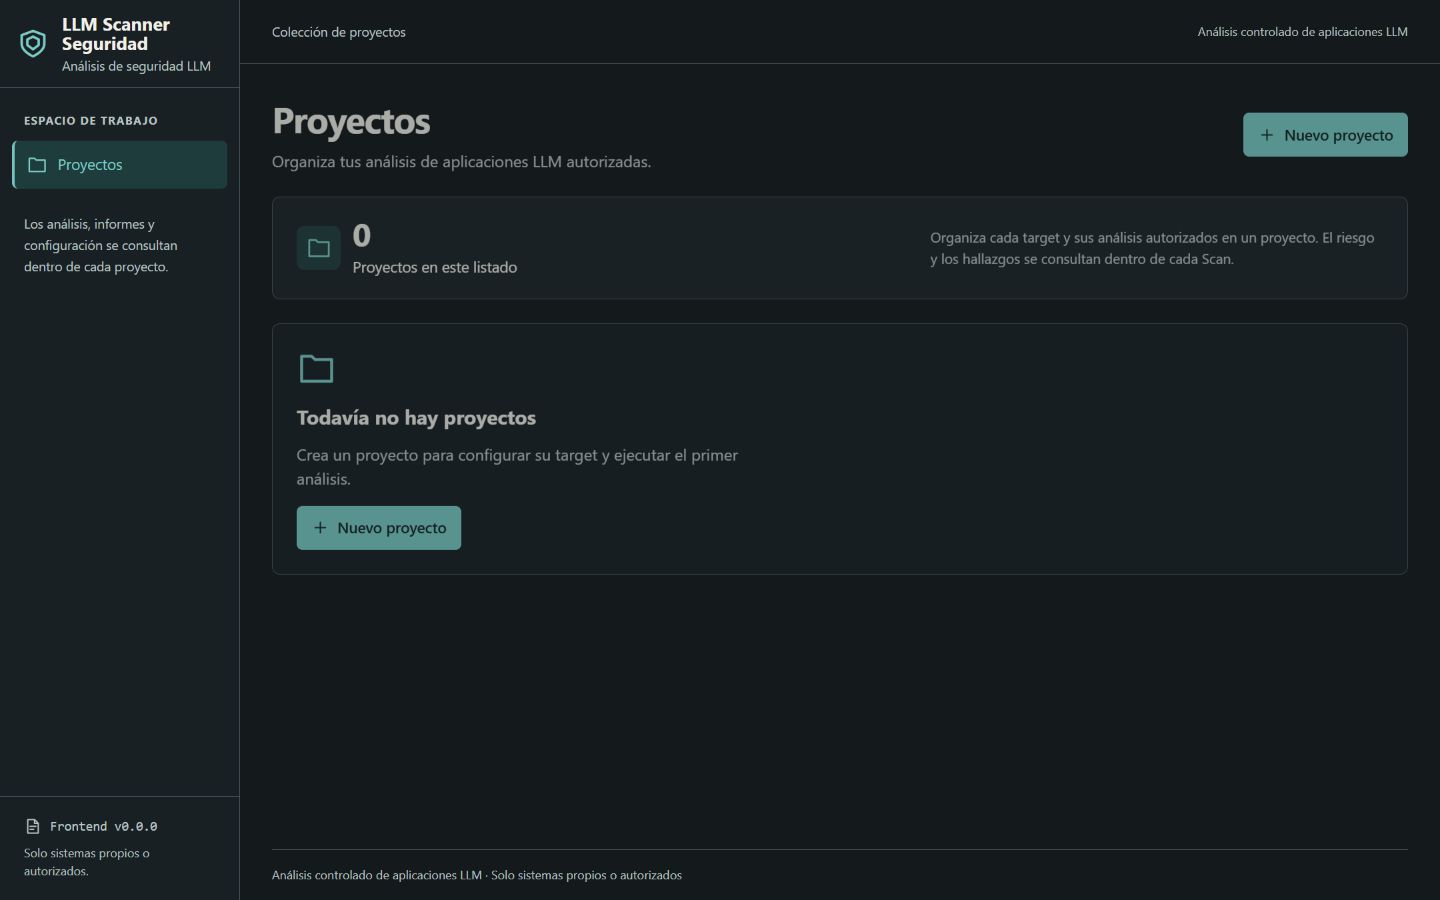 LLM Scanner
Seguridad
Análisis de seguridad LLM
ESPACIO DE TRABAJO
Proyectos
Los análisis, informes y
configuración se consultan
dentro de cada proyecto.
Frontend v0.0.0
Solo sistemas propios o
autorizados.
Colección de proyectos
Análisis controlado de aplicaciones LLM
Proyectos
Organiza tus análisis de aplicaciones LLM autorizadas.
+ Nuevo proyecto
0
Proyectos en este listado
Organiza cada target y sus análisis autorizados en un proyecto. El riesgo
y los hallazgos se consultan dentro de cada Scan.
Todavía no hay proyectos
Crea un proyecto para configurar su target y ejecutar el primer
análisis.
+ Nuevo proyecto
Análisis controlado de aplicaciones LLM · Solo sistemas propios o autorizados